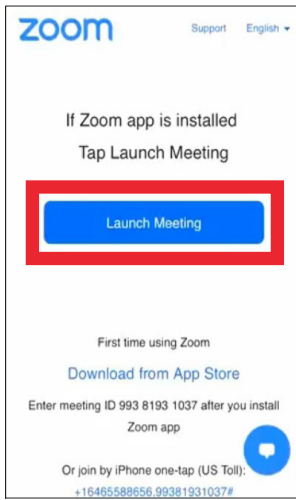 zoom
Support English
If Zoom app is installed
Tap Launch Meeting
Launch Meeting
First time using Zoom
Download from App Store
Enter meeting ID 993 8193 1037 after you install
Zoom app
Or join by iPhone one-tap (US Toll):
+16465588656,99381931037#